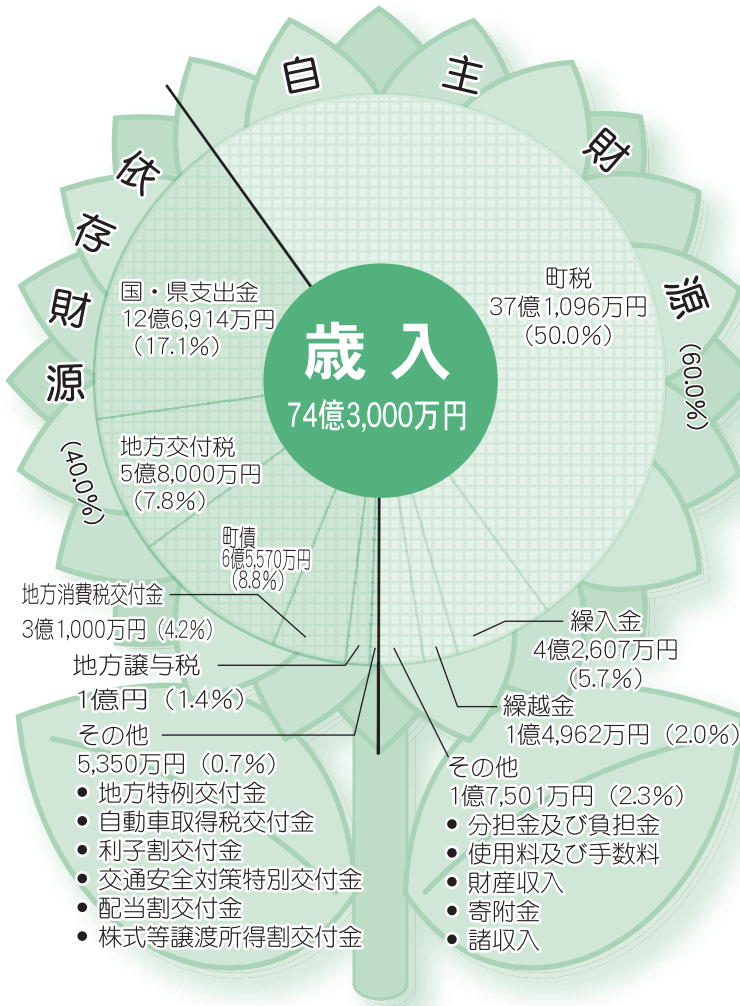 歳入
74億3,000万円
自主財源
(60.0%)
町税
37億1,096万円
(50.0%)
繰入金
4億2,607万円
(5.7%)
繰越金
1億4,962万円(2.0%)
その他
1億7,501万円(2.3%)
• 分担金及び負担金
• 使用料及び手数料
• 財産収入
• 寄附金
• 諸収入
依存財源
(40.0%)
国・県支出金
12億6,914万円
(17.1%)
地方交付税
5億8,000万円
(7.8%)
町債
6億5,570万円
(8.8%)
地方消費税交付金
3億1,000万円(4.2%)
地方譲与税
1億円(1.4%)
その他
5,350万円(0.7%)
• 地方特例交付金
• 自動車取得税交付金
• 利子割交付金
• 交通安全対策特別交付金
• 配当割交付金
• 株式等譲渡所得割交付金